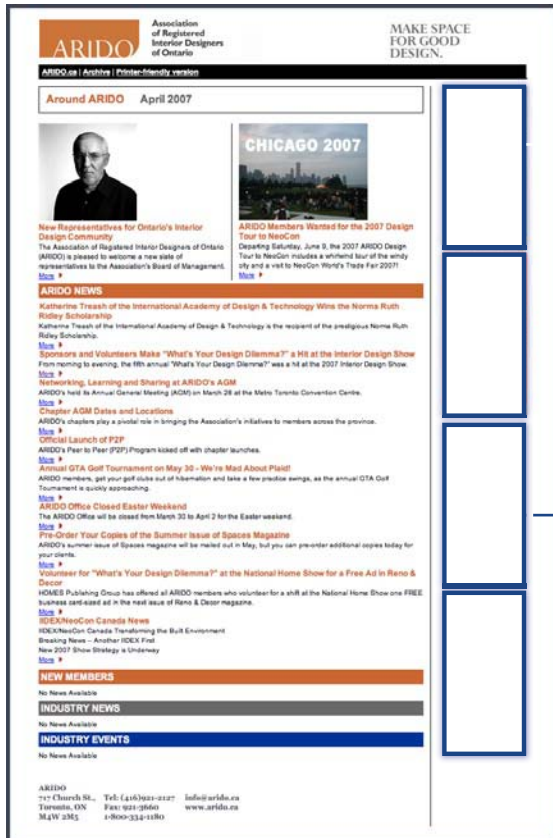 ARIDO
Association
of Registered
Interior Designers
of Ontario
MAKE SPACE
FOR GOOD
DESIGN.
ARIDO.ca | Archive | Printer-friendly version
Around ARIDO April 2007
CHICAGO 2007
New Representatives for Ontario's Interior
Design Community
The Association of Registered Interior Designers of Ontario
(ARIDO) is pleased to welcome a new slate of
representatives to the Association's Board of Management.
More
ARIDO Members Wanted for the 2007 Design
Tour to NeoCon
Departing Saturday, June 9, the 2007 ARIDO Design
Tour to NeoCon includes a whirlwind tour of the windy
city and a visit to NeoCon World's Trade Fair 2007!
More
ARIDO NEWS
Katherine Treash of the International Academy of Design & Technology Wins the Norma Ruth
Ridley Scholarship
Katherine Treash of the International Academy of Design & Technology is the recipient of the prestigious Norma Ruth
Ridley Scholarship.
More
Sponsors and Volunteers Make "What's Your Design Dilemma?" a Hit at the Interior Design Show
From morning to evening, the fifth annual "What's Your Design Dilemma?" was a hit at the 2007 Interior Design Show.
More
Networking, Learning and Sharing at ARIDO's AGM
ARIDO's held its Annual General Meeting (AGM) on March 28 at the Metro Toronto Convention Centre.
More
Chapter AGM Dates and Locations
ARIDO's chapters play a pivotal role in bringing the Association's initiatives to members across the province.
More
Official Launch of P2P
ARIDO's Peer to Peer (P2P) Program kicked off with chapter launches.
More
Annual GTA Golf Tournament on May 30 - We're Mad About Plaid!
ARIDO members, get your golf clubs out of hibernation and take a few practice swings, as the annual GTA Golf
Tournament is quickly approaching.
More
ARIDO Office Closed Easter Weekend
The ARIDO Office will be closed from March 30 to April 2 for the Easter weekend.
More
Pre-Order Your Copies of the Summer Issue of Spaces Magazine
ARIDO's summer issue of Spaces magazine will be mailed out in May, but you can pre-order additional copies today for
your clients.
More
Volunteer for "What's Your Design Dilemma?" at the National Home Show for a Free Ad in Reno &
Decor
HOMES Publishing Group has offered all ARIDO members who volunteer for a shift at the National Home Show one FREE
business card-sized ad in the next issue of Reno & Decor magazine.
More
IIDEX/NeoCon Canada News
IIDEX/NeoCon Canada Transforming the Built Environment
Breaking News – Another IIDEX First
New 2007 Show Strategy is Underway
More
NEW MEMBERS
No News Available
INDUSTRY NEWS
No News Available
INDUSTRY EVENTS
No News Available
ARIDO
717 Church St., Tel: (416)921-2127 info@arido.ca
Toronto, ON Fax: 921-3660 www.arido.ca
M4W 2M5 1-800-334-1180